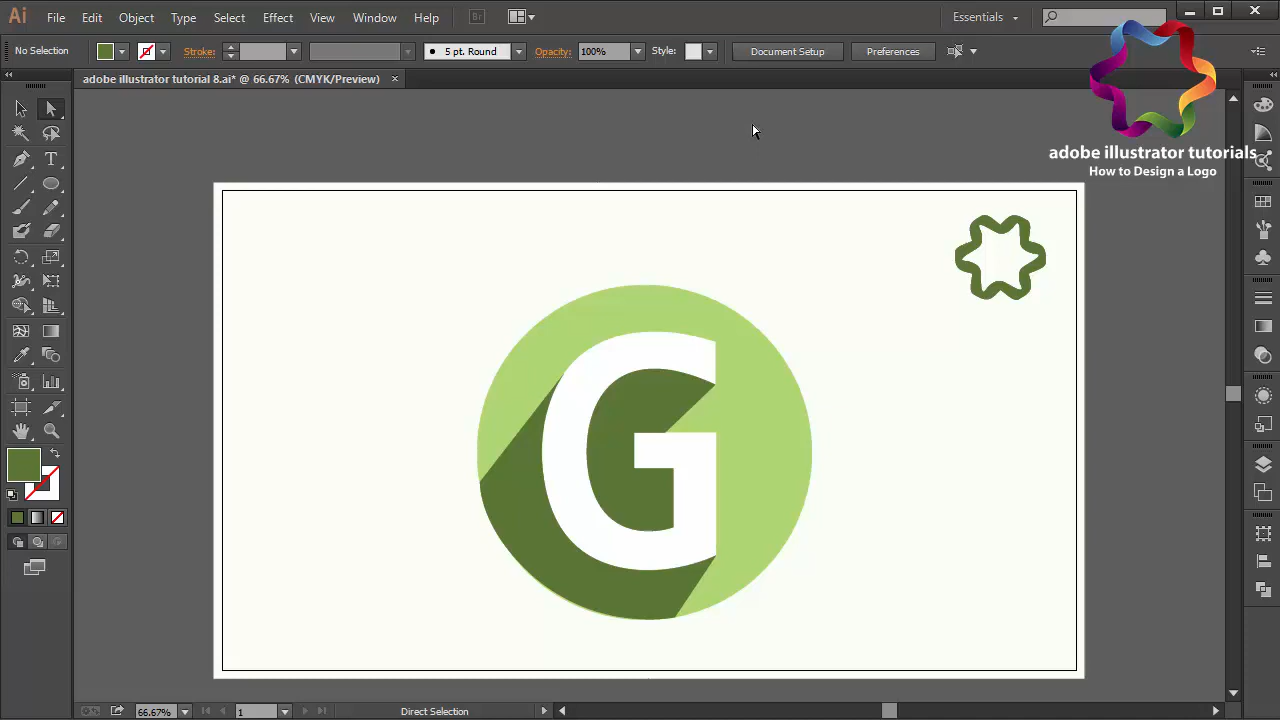 Ai File Edit Object Type Select Effect View Window Help Br Essentials
No Selection Stroke: 5 pt. Round Opacity: 100% Style: Document Setup Preferences
adobe illustrator tutorial 8.ai* @ 66.67% (CMYK/Preview)
adobe illustrator tutorials
How to Design a Logo
T
G
66.67% 1 Direct Selection